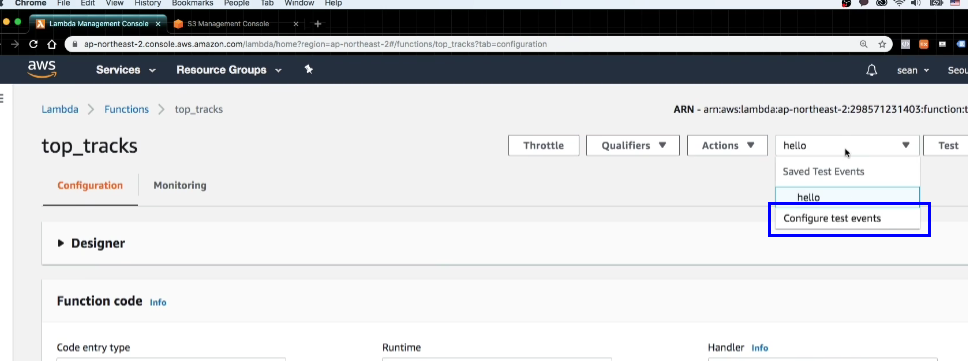 Chrome File Edit View History Bookmarks People Tab Window Help
Lambda Management Console S3 Management Console
ap-northeast-2.console.aws.amazon.com/lambda/home?region=ap-northeast-2#/functions/top_tracks?tab=configuration
aws Services Resource Groups sean Seou
Lambda Functions top_tracks ARN - arn:aws:lambda:ap-northeast-2:298571231403:function:t
top_tracks Throttle Qualifiers Actions hello Test
Saved Test Events
Configuration Monitoring
hello
Configure test events
Designer
Function code Info
Code entry type Runtime Handler Info